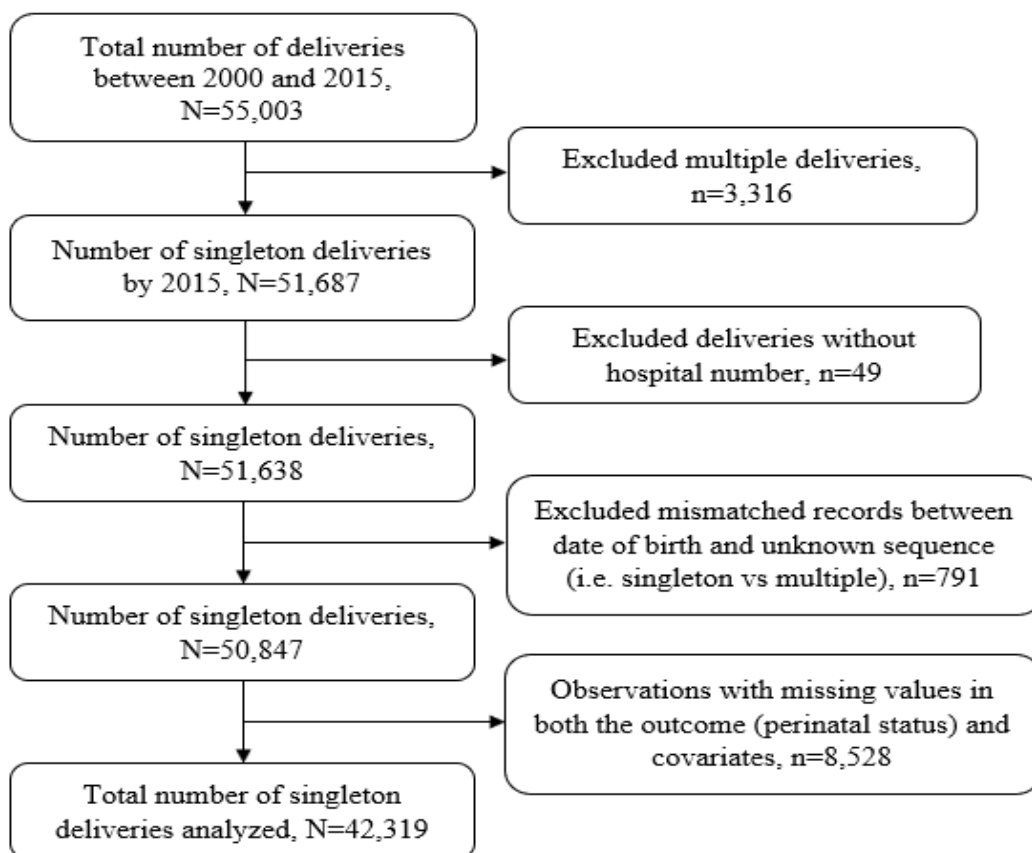 Total number of deliveries
between 2000 and 2015,
N=55,003
Excluded multiple deliveries,
n=3,316
Number of singleton deliveries
by 2015, N=51,687
Excluded deliveries without
hospital number, n=49
Number of singleton deliveries,
N=51,638
Excluded mismatched records between
date of birth and unknown sequence
(i.e. singleton vs multiple), n=791
Number of singleton deliveries,
N=50,847
Observations with missing values in
both the outcome (perinatal status) and
covariates, n=8,528
Total number of singleton
deliveries analyzed, N=42,319